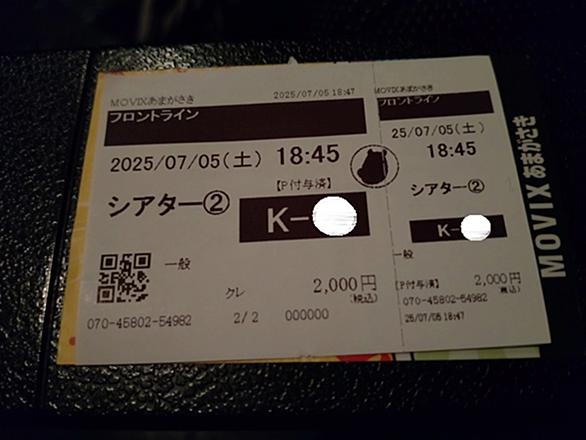 MOVIXあまがさき 2025/07/05 18:47
フロントライン
2025/07/05(土) 18:45
【P付与済】
シアター②
K-
一般
クレ 2,000円
(税込)
070-45802-54982 2/2 000000
MOVIXあまがさき
フロントライン
25/07/05(土)
18:45
シアター②
K-
一般
【P付与済】 2,000円
(税込)
070-45802-54982
25/07/05 18:47
MOVIX あまがさき